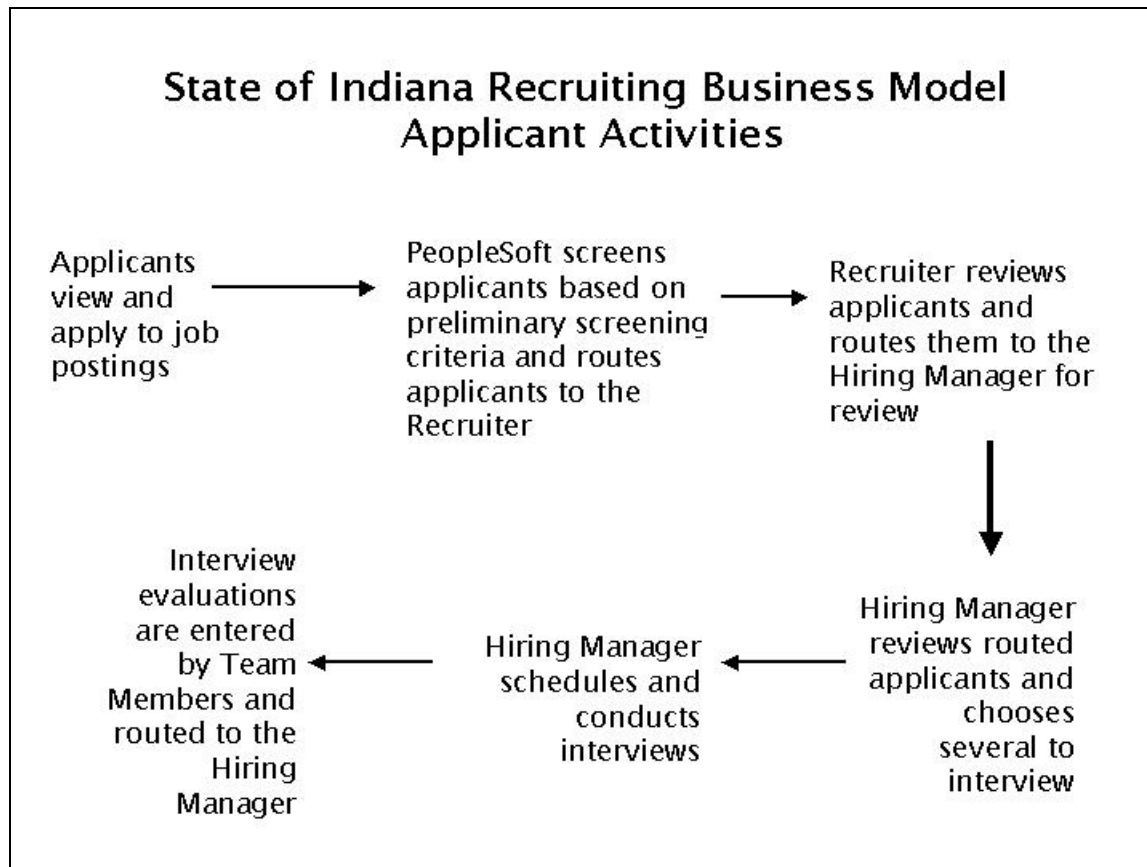 State of Indiana Recruiting Business Model
Applicant Activities
Applicants
view and
apply to job
postings
PeopleSoft screens
applicants based on
preliminary screening
criteria and routes
applicants to the
Recruiter
Recruiter reviews
applicants and
routes them to the
Hiring Manager for
review
Hiring Manager
reviews routed
applicants and
chooses
several to
interview
Hiring Manager
schedules and
conducts
interviews
Interview
evaluations
are entered
by Team
Members and
routed to the
Hiring
Manager